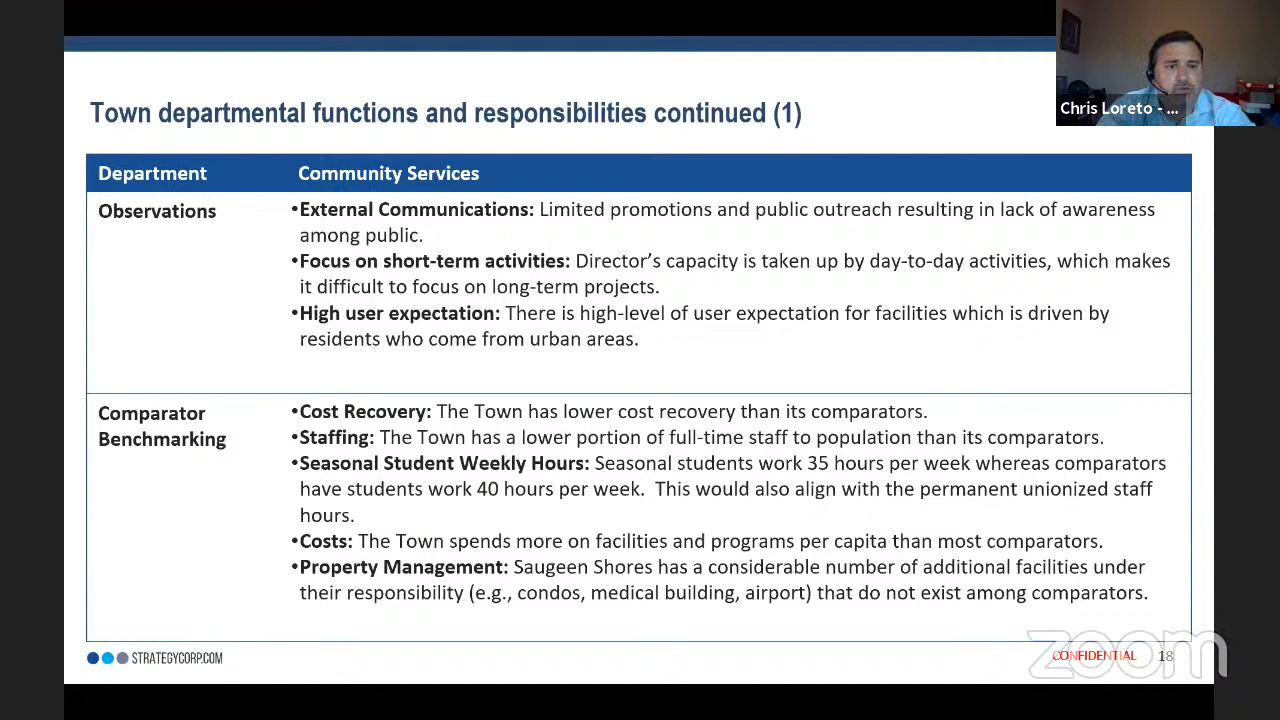 Town departmental functions and responsibilities continued (1)
Chris Loreto - ...
Department
Community Services
Observations
•External Communications: Limited promotions and public outreach resulting in lack of awareness
among public.
•Focus on short-term activities: Director's capacity is taken up by day-to-day activities, which makes
it difficult to focus on long-term projects.
•High user expectation: There is high-level of user expectation for facilities which is driven by
residents who come from urban areas.
Comparator
Benchmarking
•Cost Recovery: The Town has lower cost recovery than its comparators.
•Staffing: The Town has a lower portion of full-time staff to population than its comparators.
•Seasonal Student Weekly Hours: Seasonal students work 35 hours per week whereas comparators
have students work 40 hours per week.  This would also align with the permanent unionized staff
hours.
•Costs: The Town spends more on facilities and programs per capita than most comparators.
•Property Management: Saugeen Shores has a considerable number of additional facilities under
their responsibility (e.g., condos, medical building, airport) that do not exist among comparators.
STRATEGYCORP.COM
CONFIDENTIAL
18
zoom